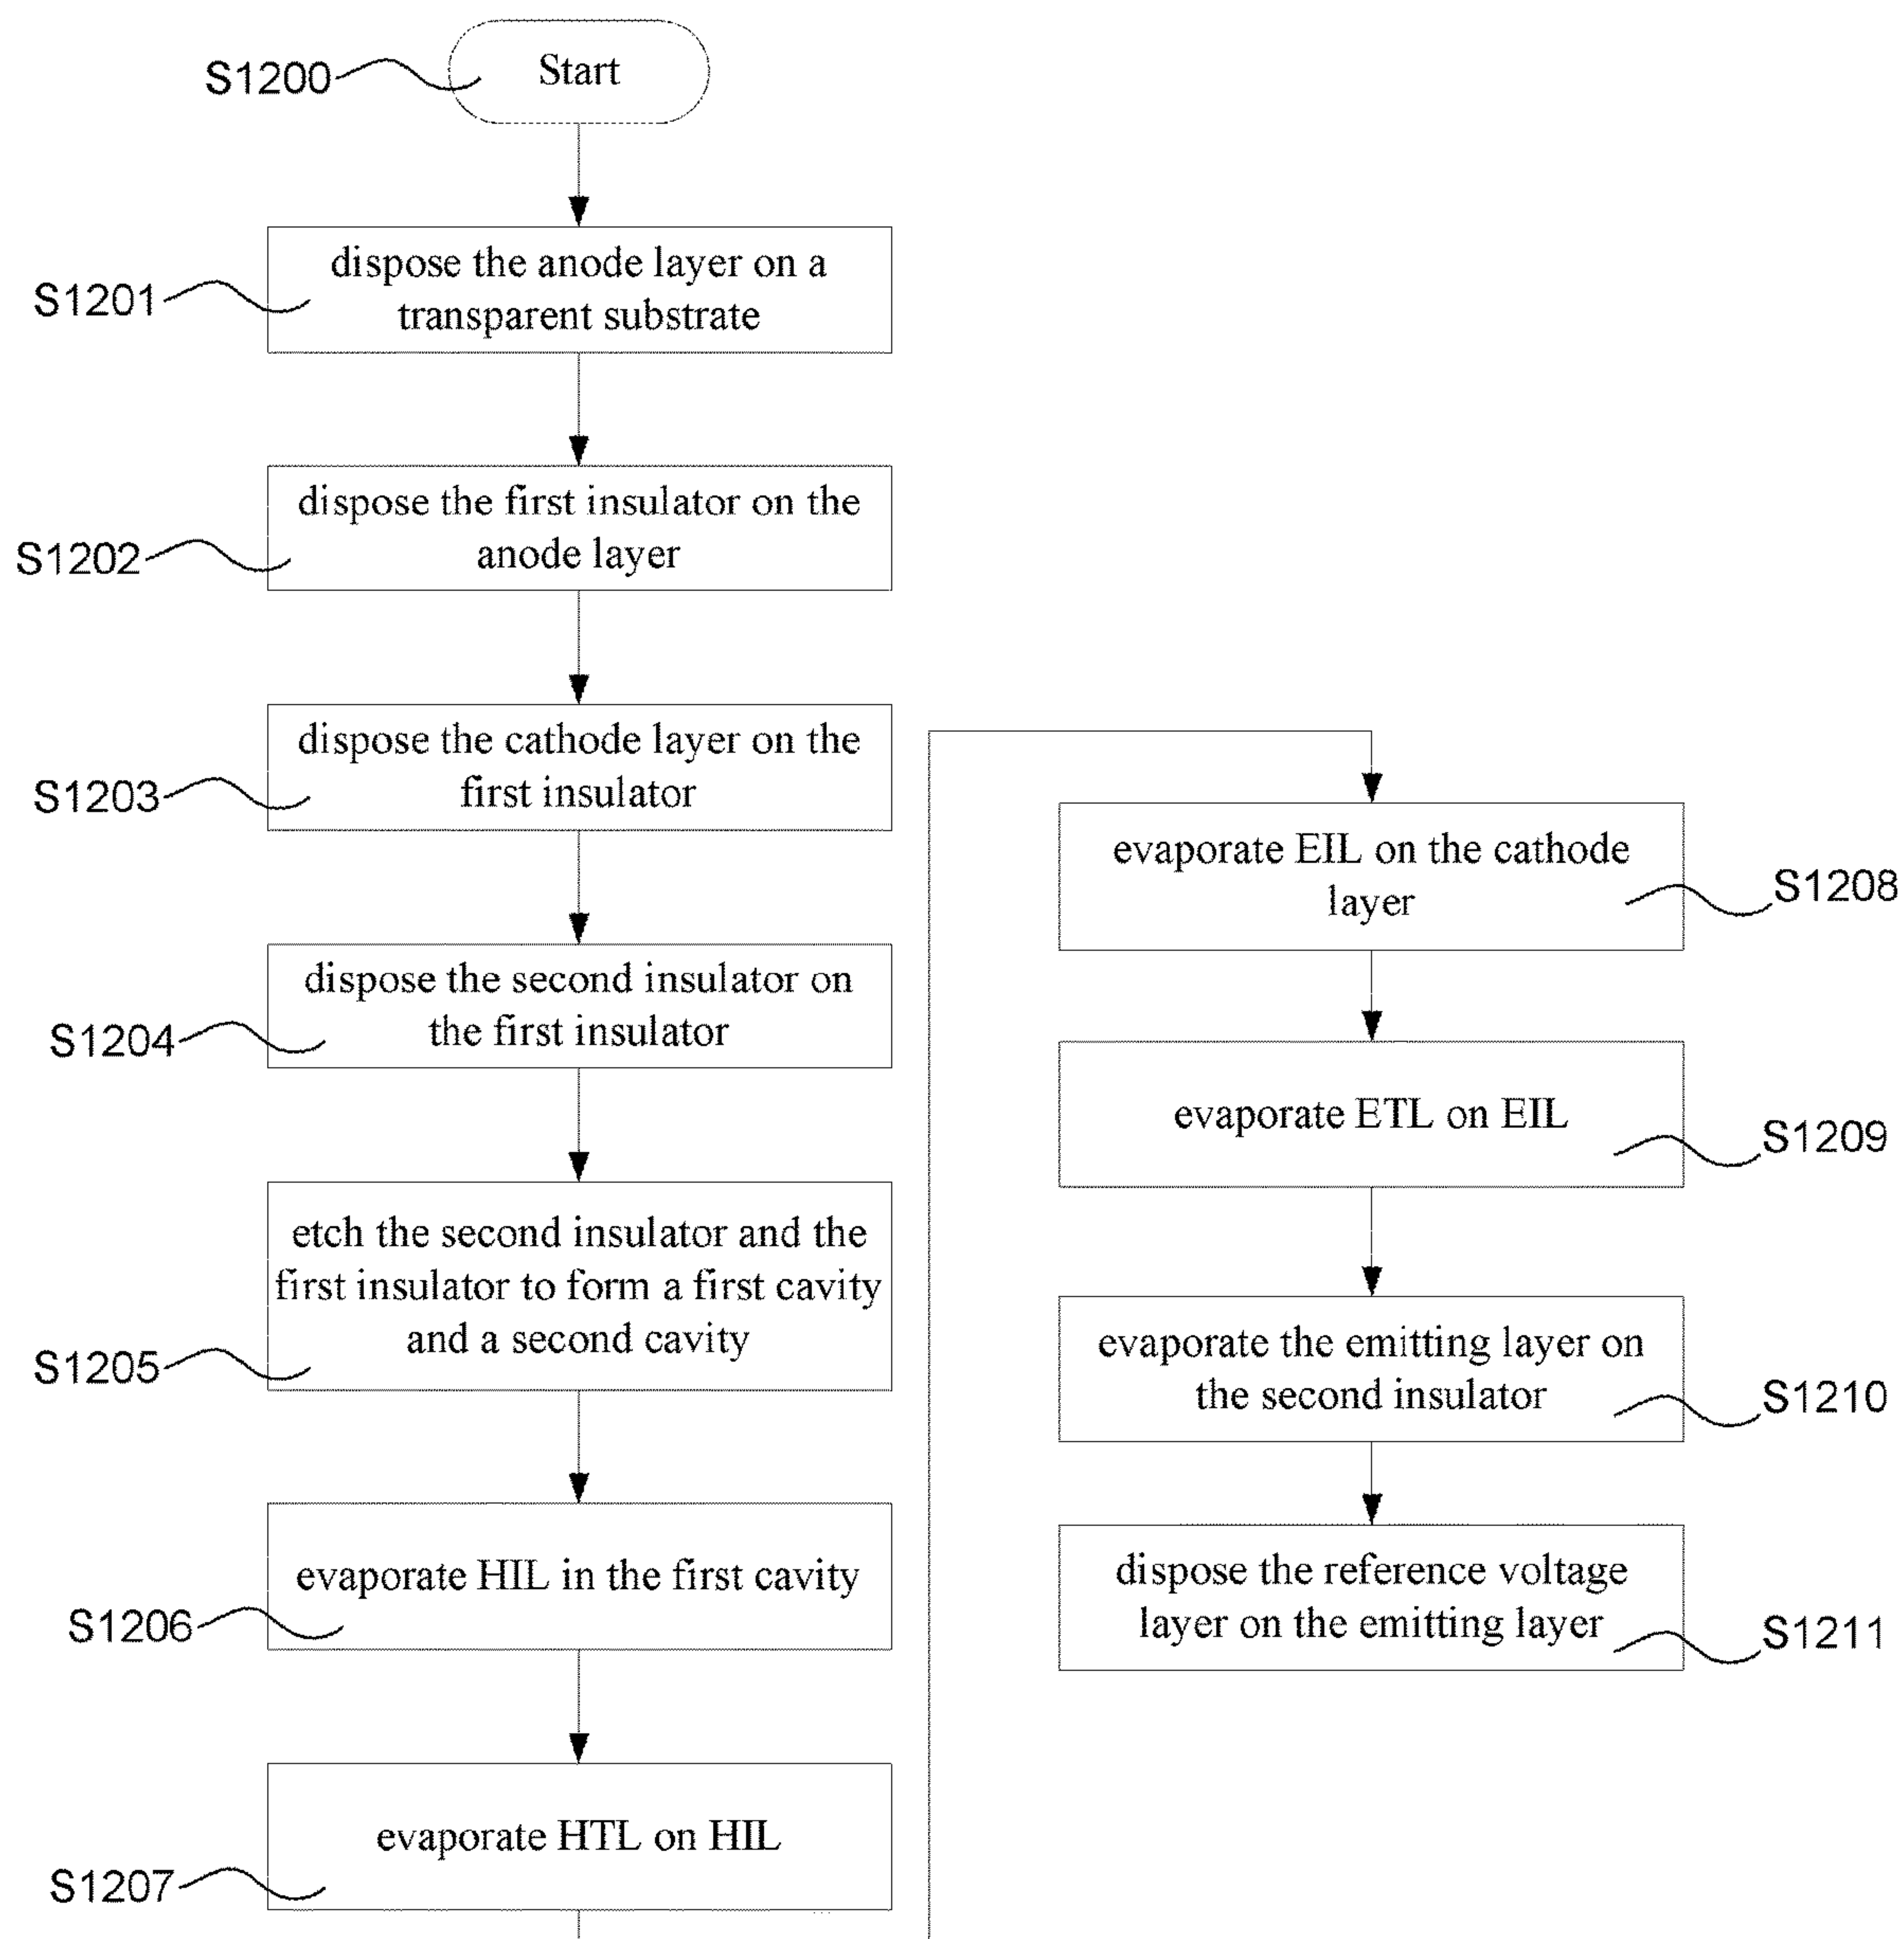 S1200
Start
S1201
dispose the anode layer on a
transparent substrate
S1202
dispose the first insulator on the
anode layer
S1203
dispose the cathode layer on the
first insulator
S1204
dispose the second insulator on
the first insulator
S1205
etch the second insulator and the
first insulator to form a first cavity
and a second cavity
S1206
evaporate HIL in the first cavity
S1207
evaporate HTL on HIL
evaporate EIL on the cathode
layer
S1208
evaporate ETL on EIL
S1209
evaporate the emitting layer on
the second insulator
S1210
dispose the reference voltage
layer on the emitting layer
S1211